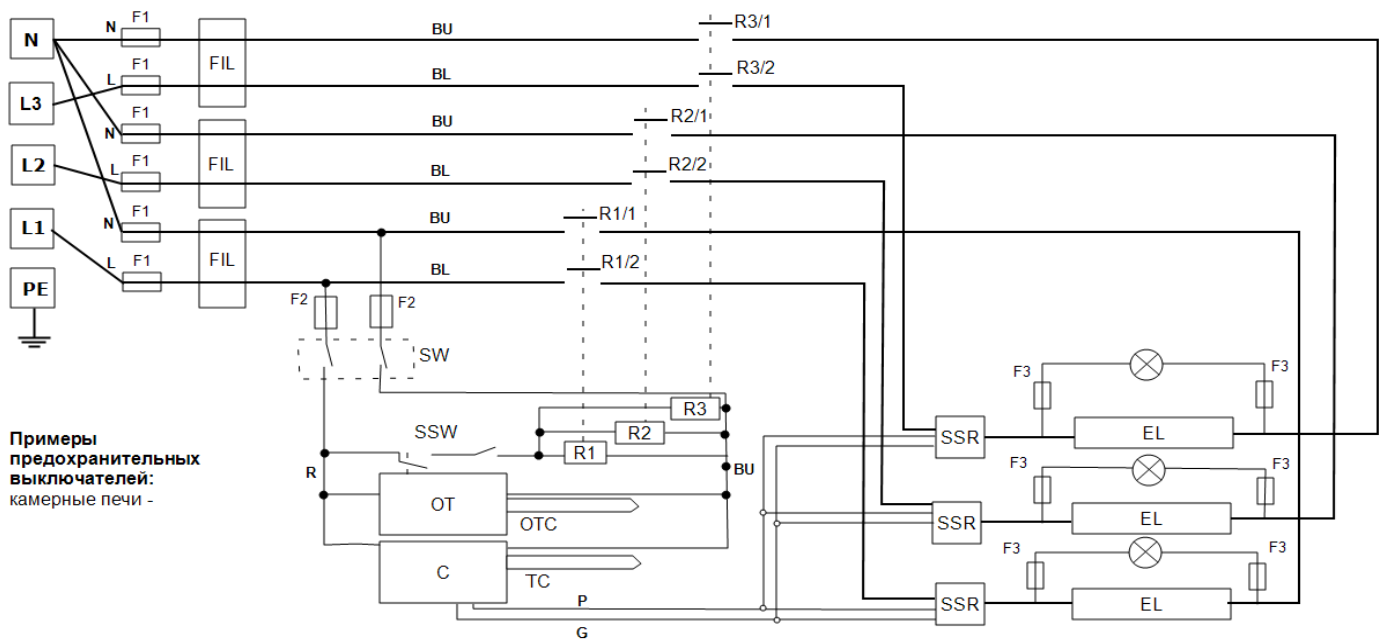 N F1 BU R3/1
N
F1 FIL
L BL R3/2
L3
F1 BU R2/1
N
L2 F1 FIL R2/2
L BL
F1 BU R1/1
L1 N
F1 FIL R1/2
L BL
PE
F2 F2
SW
F3 F3
R3
SSR EL
SSW R2
R1
Примеры
предохранительных
выключателей:
камерные печи -
R BU
F3 F3
OT
OTC
SSR EL
F3 F3
C
TC
P
SSR EL
G